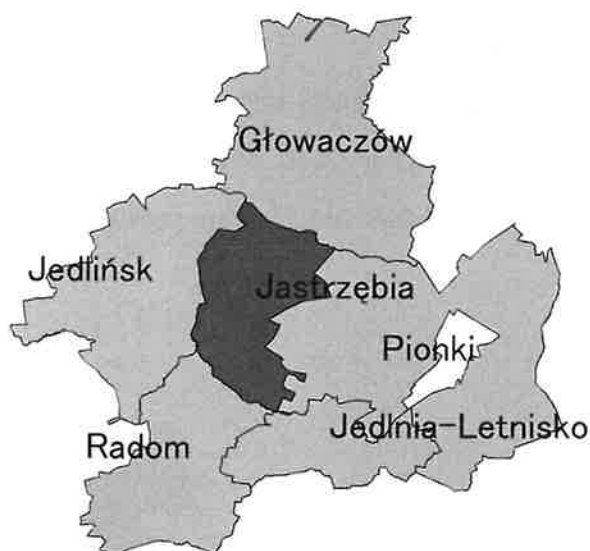 Głowaczów
Jedlińsk
Jastrzębia
Pionki
Jedlnia-Letnisko
Radom